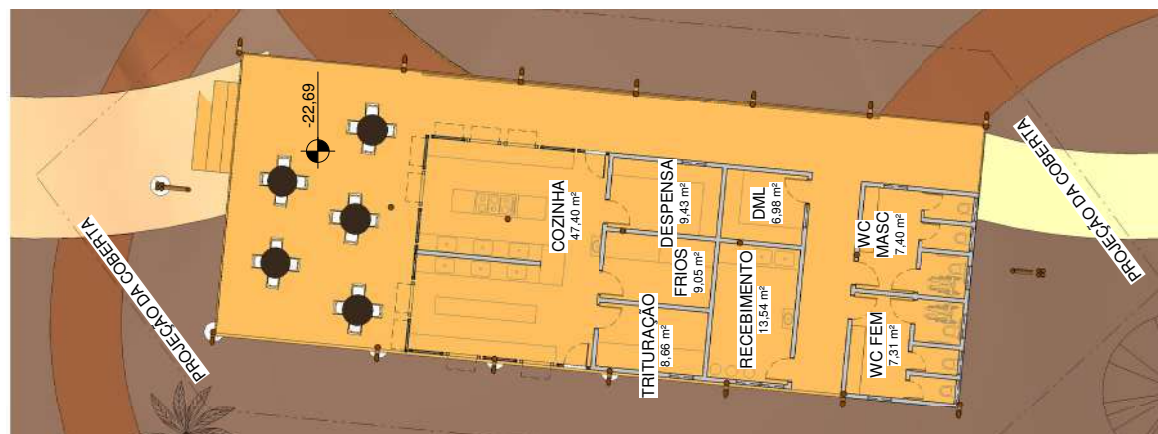 -22,69
PROJEÇÃO DA COBERTA
COZINHA
47.40 m²
DESPENSA
9,43 m²
FRIOS
9,05 m²
TRITURAÇÃO
8,66 m²
DML
6,98 m²
RECEBIMENTO
13,54 m²
WC
MASC
7,40 m²
WC FEM
7,31 m²
PROJEÇÃO DA COBERTA